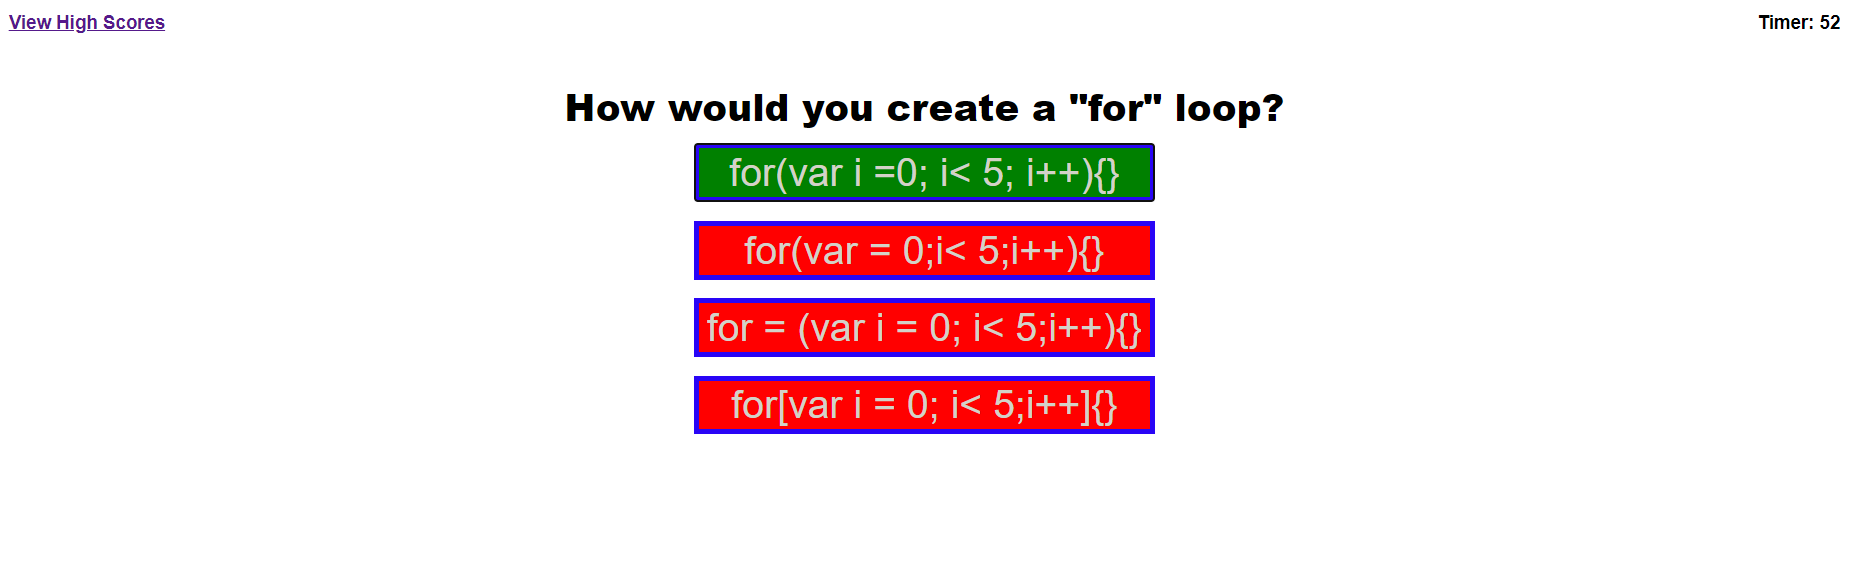 View High Scores
Timer: 52
How would you create a "for" loop?
for(var i =0; i< 5; i++){}
for(var = 0;i< 5;i++){}
for = (var i = 0; i< 5;i++){}
for[var i = 0; i< 5;i++]{}